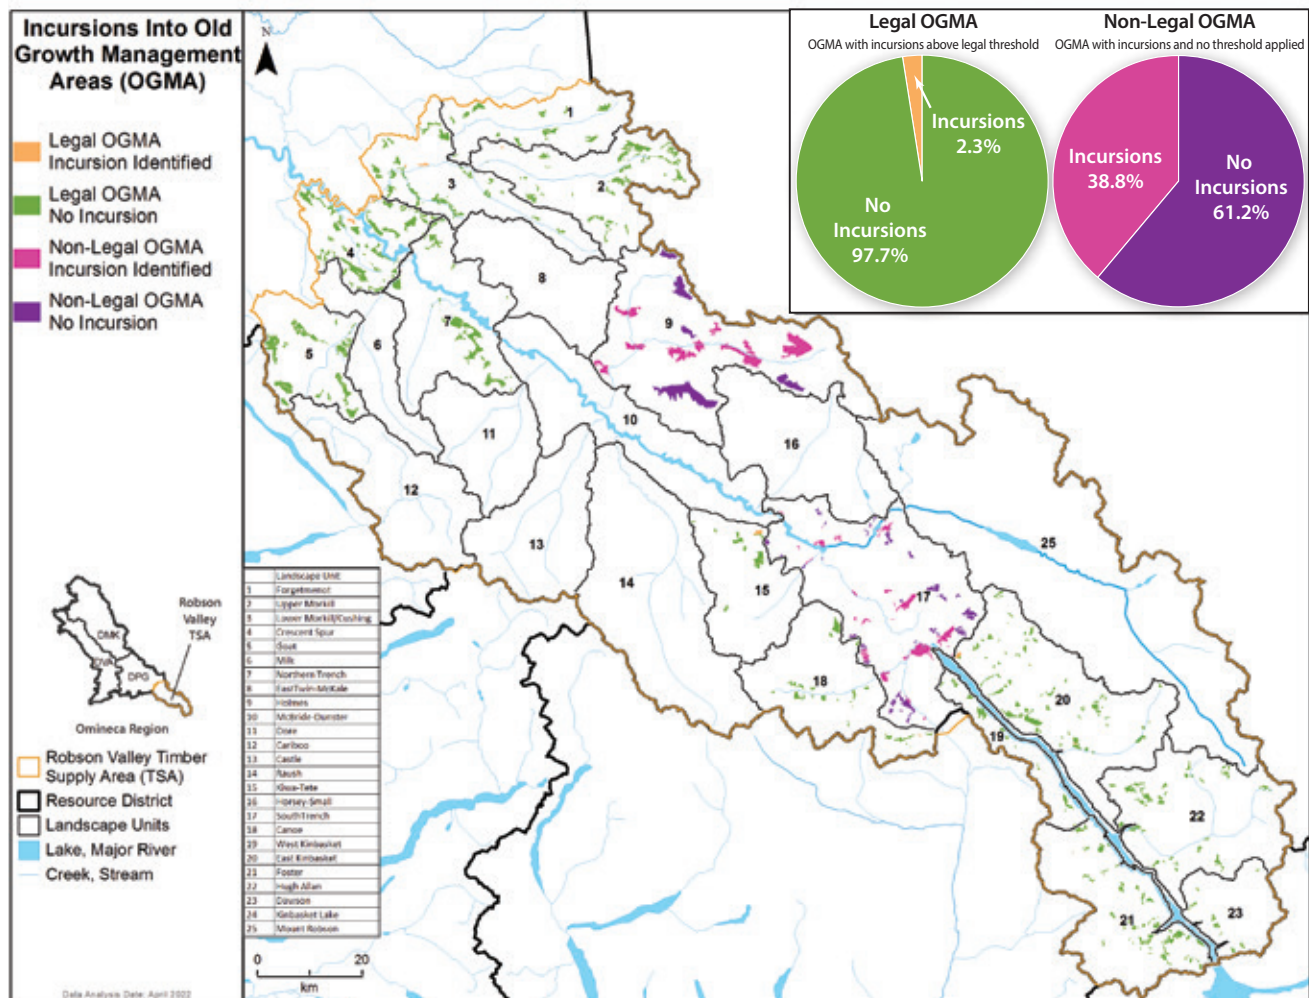 Incursions Into Old
Growth Management
Areas (OGMA)
Legal OGMA
Incursion Identified
Legal OGMA
No Incursion
Non-Legal OGMA
Incursion Identified
Non-Legal OGMA
No Incursion
DMK
DVA
DPG
Robson
Valley
TSA
Omineca Region
Robson Valley Timber
Supply Area (TSA)
Resource District
Landscape Units
Lake, Major River
Creek, Stream
Data Analysis Date: April 2022
N
Legal OGMA
OGMA with incursions above legal threshold
Incursions
2.3%
No
Incursions
97.7%
Non-Legal OGMA
OGMA with incursions and no threshold applied
Incursions
38.8%
No
Incursions
61.2%
1
2
3
4
5
6
7
8
9
10
11
12
13
14
15
16
17
18
19
20
21
22
23
25
Landscape Unit
1 Forgetmenot
2 Upper Morkill
3 Lower Morkill/Cushing
4 Crescent Spur
5 Goat
6 Milk
7 Northern Trench
8 EastTwin-McKale
9 Holmes
10 McBride-Dunster
11 Dore
12 Cariboo
13 Castle
14 Raush
15 Kiwa-Tete
16 Horsey-Small
17 SouthTrench
18 Canoe
19 West Kinbasket
20 East Kinbasket
21 Foster
22 Hugh Allan
23 Dawson
24 Kinbasket Lake
25 Mount Robson
0 20
km